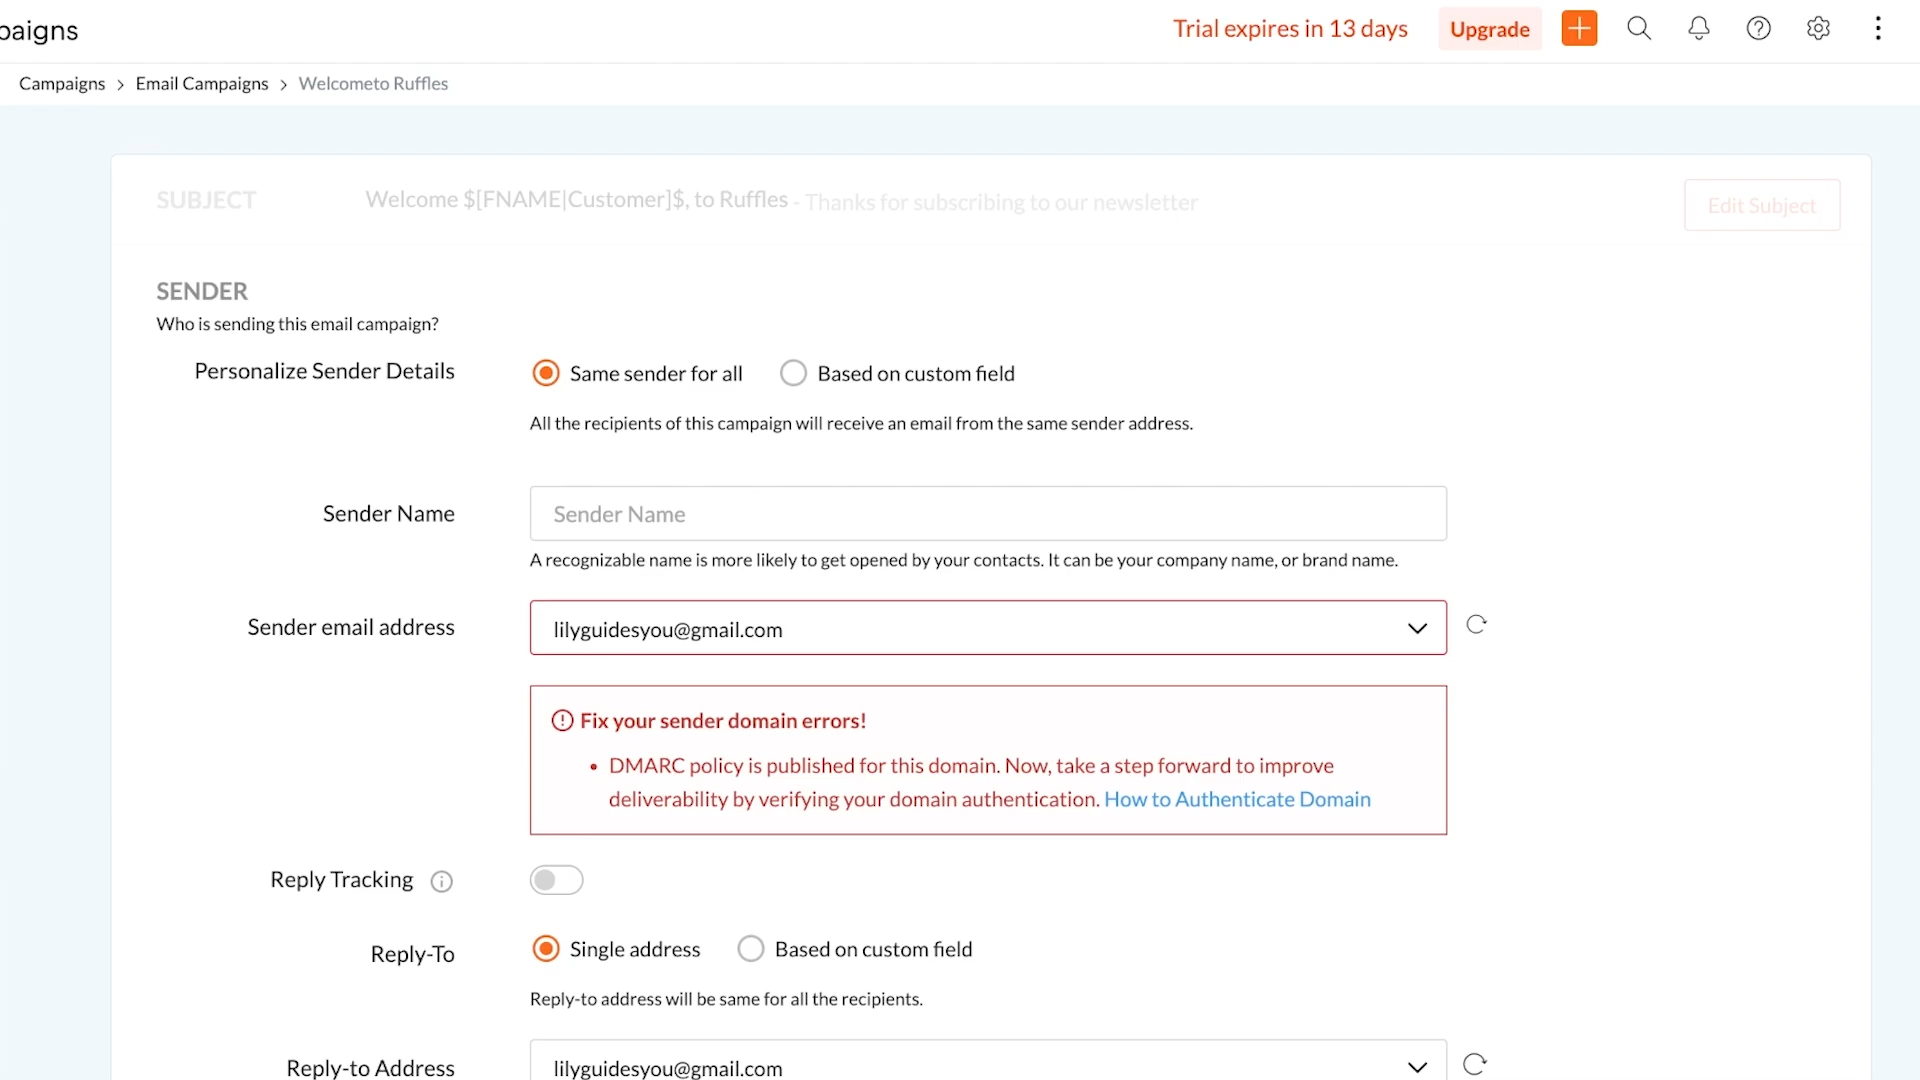 paigns
Trial expires in 13 days
Upgrade
Campaigns > Email Campaigns > Welcometo Ruffles
SUBJECT
Welcome $[FNAME|Customer]$, to Ruffles - Thanks for subscribing to our newsletter
Edit Subject
SENDER
Who is sending this email campaign?
Personalize Sender Details
Same sender for all
Based on custom field
All the recipients of this campaign will receive an email from the same sender address.
Sender Name
Sender Name
A recognizable name is more likely to get opened by your contacts. It can be your company name, or brand name.
Sender email address
lilyguidesyou@gmail.com
Fix your sender domain errors!
• DMARC policy is published for this domain. Now, take a step forward to improve
deliverability by verifying your domain authentication. How to Authenticate Domain
Reply Tracking
Reply-To
Single address
Based on custom field
Reply-to address will be same for all the recipients.
Reply-to Address
lilyguidesyou@gmail.com